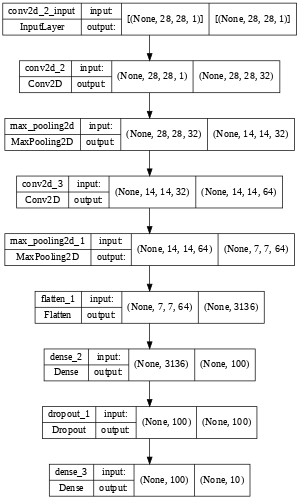 conv2d_2_input input: [(None, 28, 28, 1)] [(None, 28, 28, 1)]
InputLayer output:
conv2d_2 input: (None, 28, 28, 1) (None, 28, 28, 32)
Conv2D output:
max_pooling2d input: (None, 28, 28, 32) (None, 14, 14, 32)
MaxPooling2D output:
conv2d_3 input: (None, 14, 14, 32) (None, 14, 14, 64)
Conv2D output:
max_pooling2d_1 input: (None, 14, 14, 64) (None, 7, 7, 64)
MaxPooling2D output:
flatten_1 input: (None, 7, 7, 64) (None, 3136)
Flatten output:
dense_2 input: (None, 3136) (None, 100)
Dense output:
dropout_1 input: (None, 100) (None, 100)
Dropout output:
dense_3 input: (None, 100) (None, 10)
Dense output: